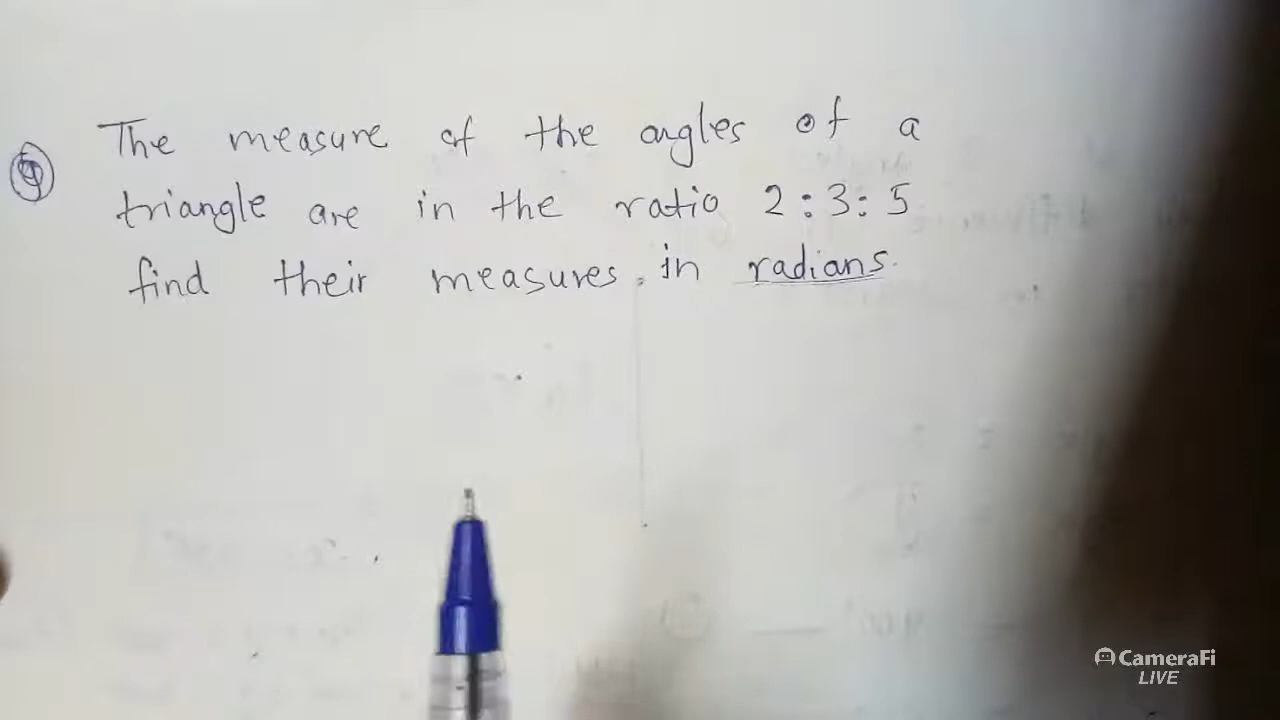 The measure of the angles of a
triangle are in the ratio 2:3:5
find their measures. in radians.
CameraFi
LIVE